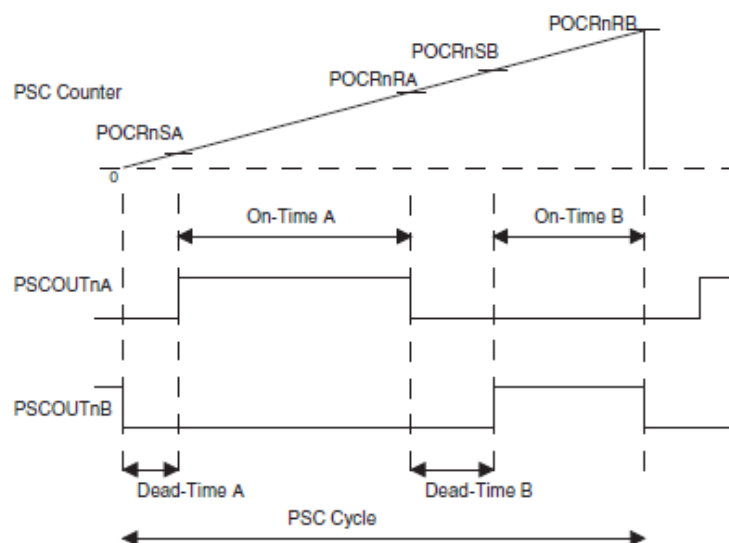 POCRnRB
POCRnSB
POCRnRA
PSC Counter
POCRnSA
0
On-Time A
On-Time B
PSCOUTnA
PSCOUTnB
Dead-Time A
Dead-Time B
PSC Cycle